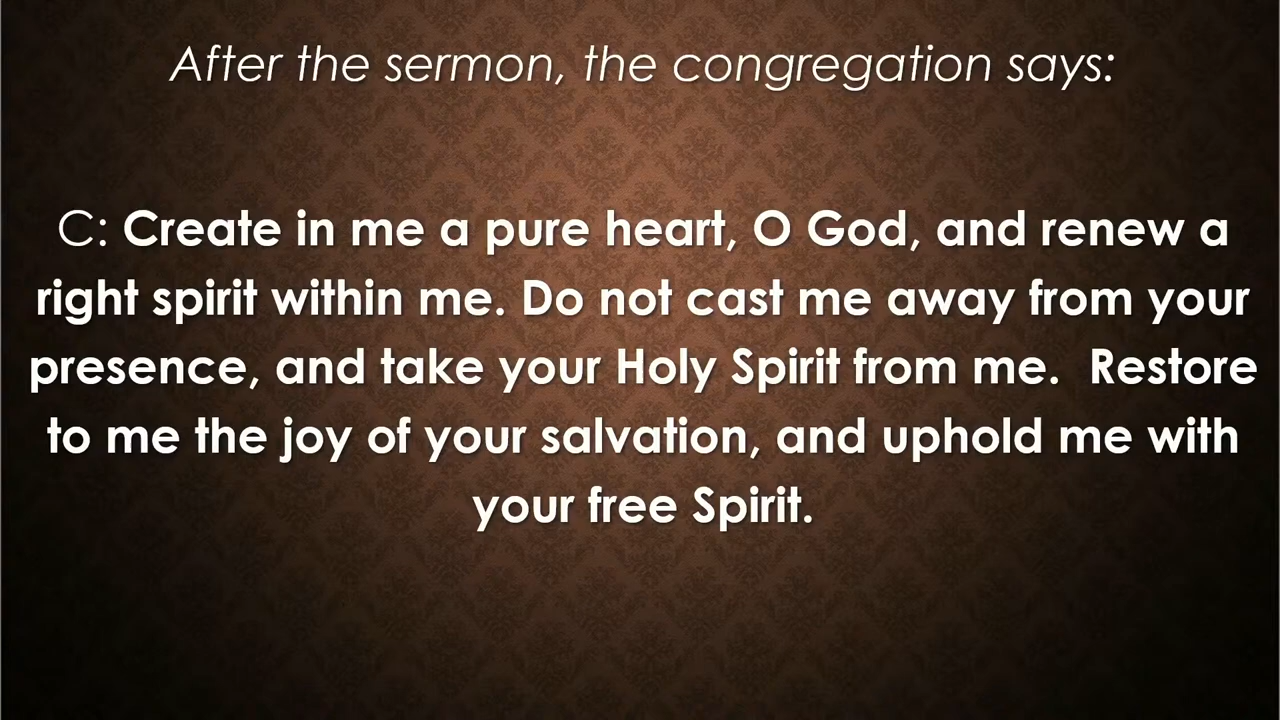 After the sermon, the congregation says:
C: Create in me a pure heart, O God, and renew a
right spirit within me. Do not cast me away from your
presence, and take your Holy Spirit from me.  Restore
to me the joy of your salvation, and uphold me with
your free Spirit.